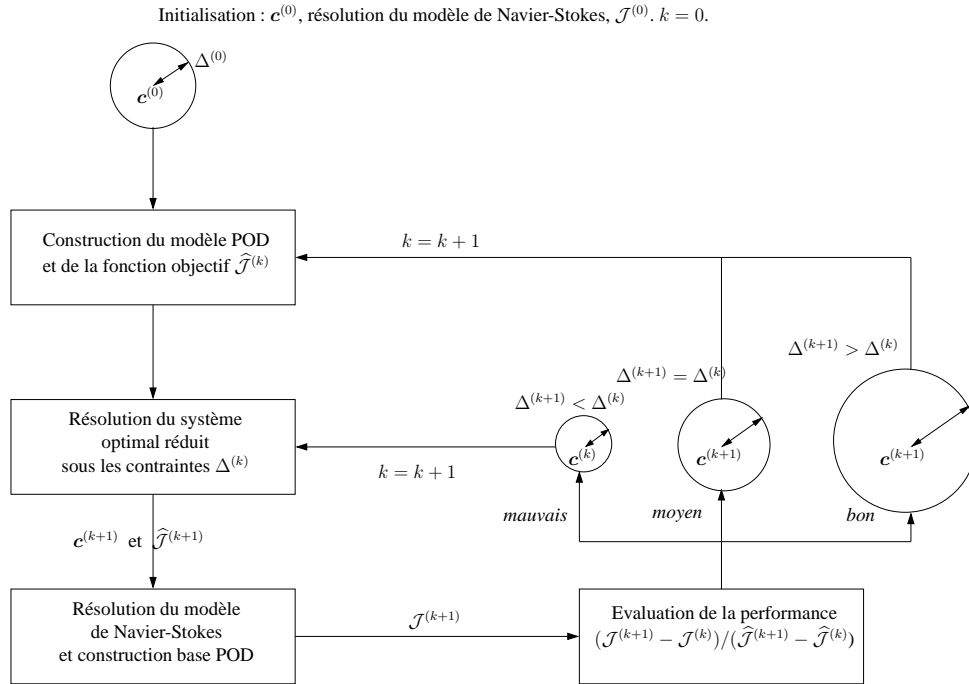 Initialisation : c^{(0)}, résolution du modèle de Navier-Stokes, 𝒥^{(0)}. k = 0.
Δ^{(0)}
c^{(0)}
Construction du modèle POD
et de la fonction objectif 𝒥̂^{(k)}
k = k + 1
Δ^{(k+1)} > Δ^{(k)}
Δ^{(k+1)} = Δ^{(k)}
Δ^{(k+1)} < Δ^{(k)}
Résolution du système
optimal réduit
sous les contraintes Δ^{(k)}
c^{(k)}
c^{(k+1)}
c^{(k+1)}
k = k + 1
mauvais
moyen
bon
c^{(k+1)} et 𝒥̂^{(k+1)}
Résolution du modèle
de Navier-Stokes
et construction base POD
𝒥^{(k+1)}
Evaluation de la performance
(𝒥^{(k+1)} − 𝒥^{(k)})/(𝒥̂^{(k+1)} − 𝒥̂^{(k)})